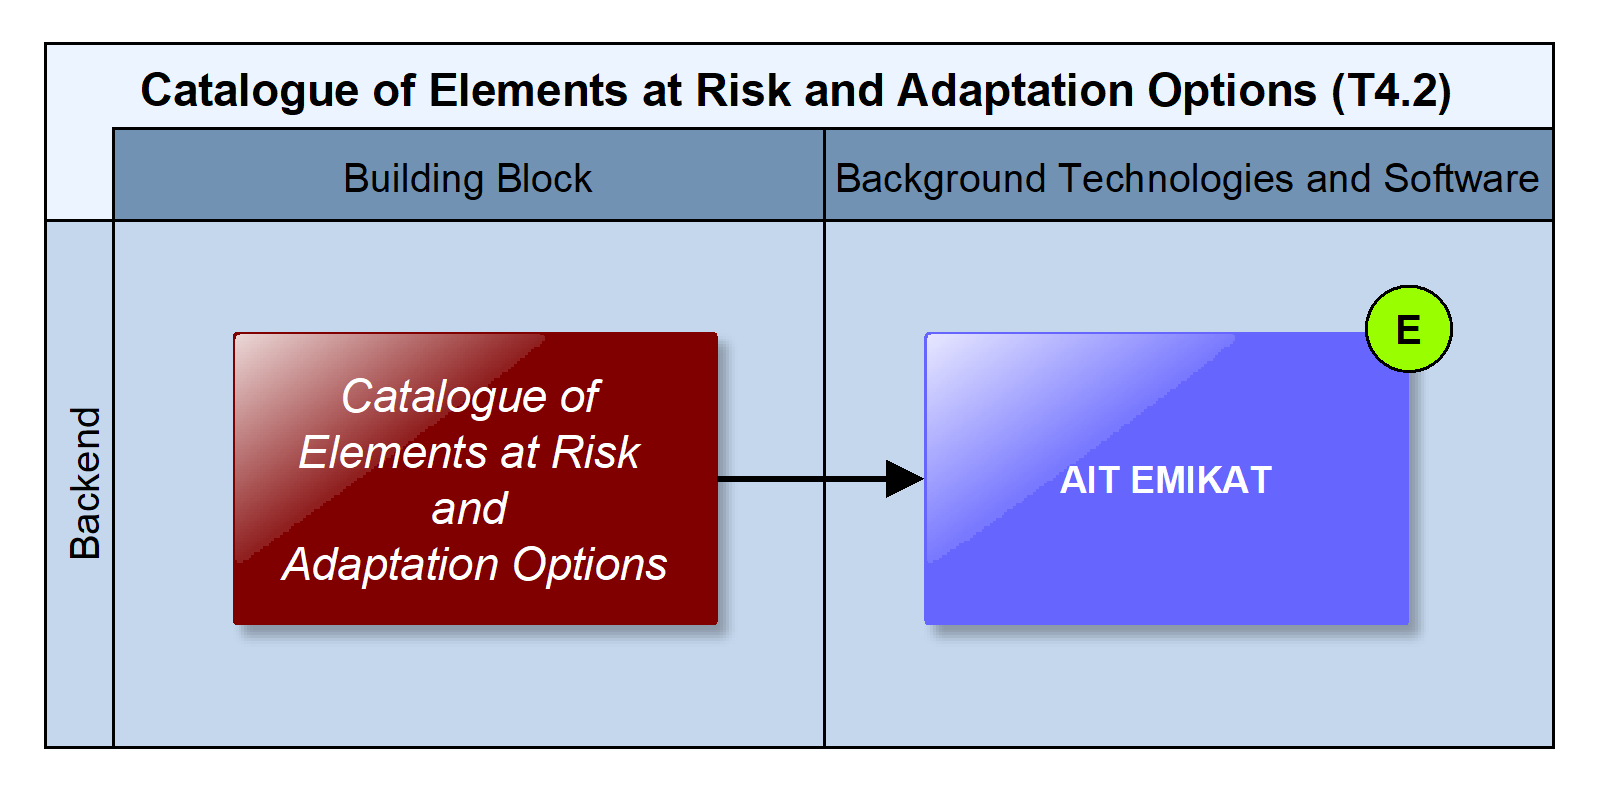 Catalogue of Elements at Risk and Adaptation Options (T4.2)
Building Block
Background Technologies and Software
Backend
Catalogue of
Elements at Risk
and
Adaptation Options
AIT EMIKAT
E